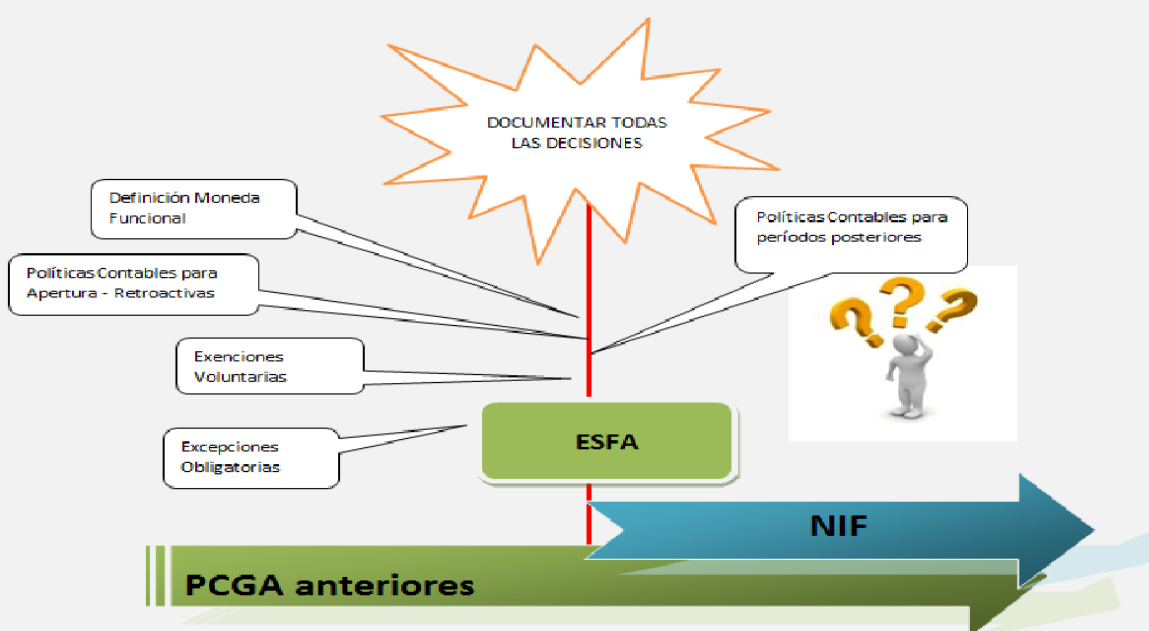 DOCUMENTAR TODAS
LAS DECISIONES
Definición Moneda
Funcional
Políticas Contables para
períodos posteriores
Políticas Contables para
Apertura - Retroactivas
Exenciones
Voluntarias
Excepciones
Obligatorias
ESFA
NIF
PCGA anteriores